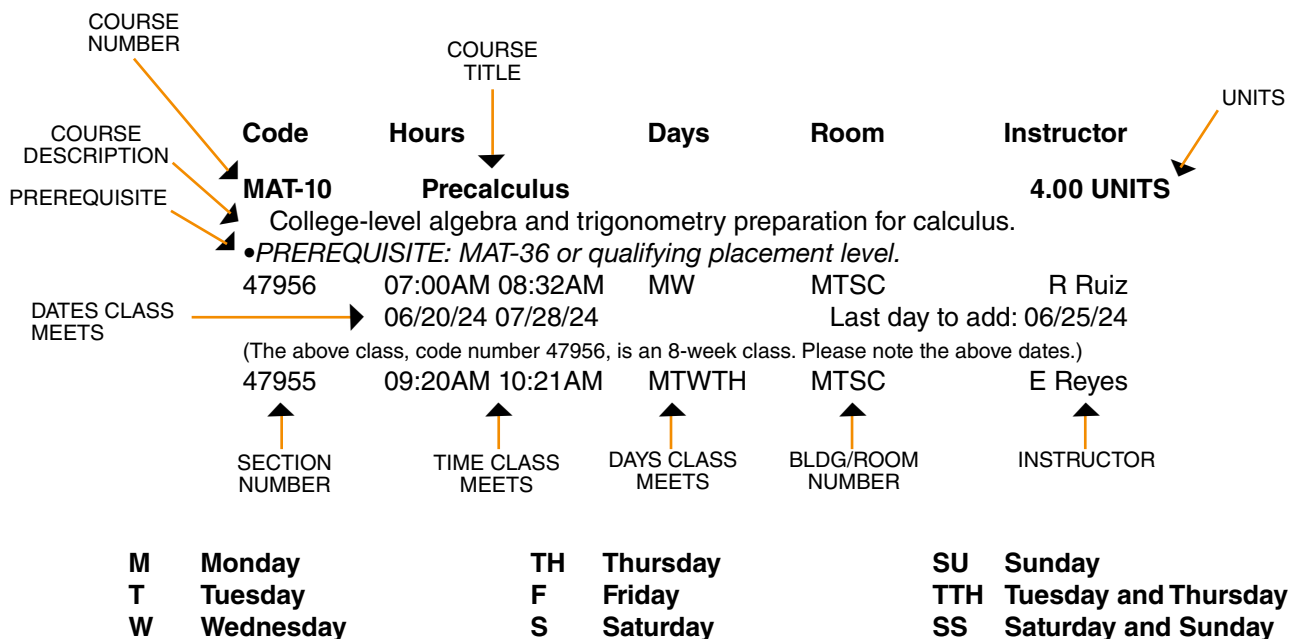 COURSE
NUMBER
COURSE
TITLE
UNITS
Code Hours Days Room Instructor
COURSE
DESCRIPTION
MAT-10 Precalculus 4.00 UNITS
PREREQUISITE
College-level algebra and trigonometry preparation for calculus.
•PREREQUISITE: MAT-36 or qualifying placement level.
47956 07:00AM 08:32AM MW MTSC R Ruiz
DATES CLASS
MEETS
06/20/24 07/28/24 Last day to add: 06/25/24
(The above class, code number 47956, is an 8-week class. Please note the above dates.)
47955 09:20AM 10:21AM MTWTH MTSC E Reyes
SECTION
NUMBER
TIME CLASS
MEETS
DAYS CLASS
MEETS
BLDG/ROOM
NUMBER
INSTRUCTOR
M Monday TH Thursday SU Sunday
T Tuesday F Friday TTH Tuesday and Thursday
W Wednesday S Saturday SS Saturday and Sunday